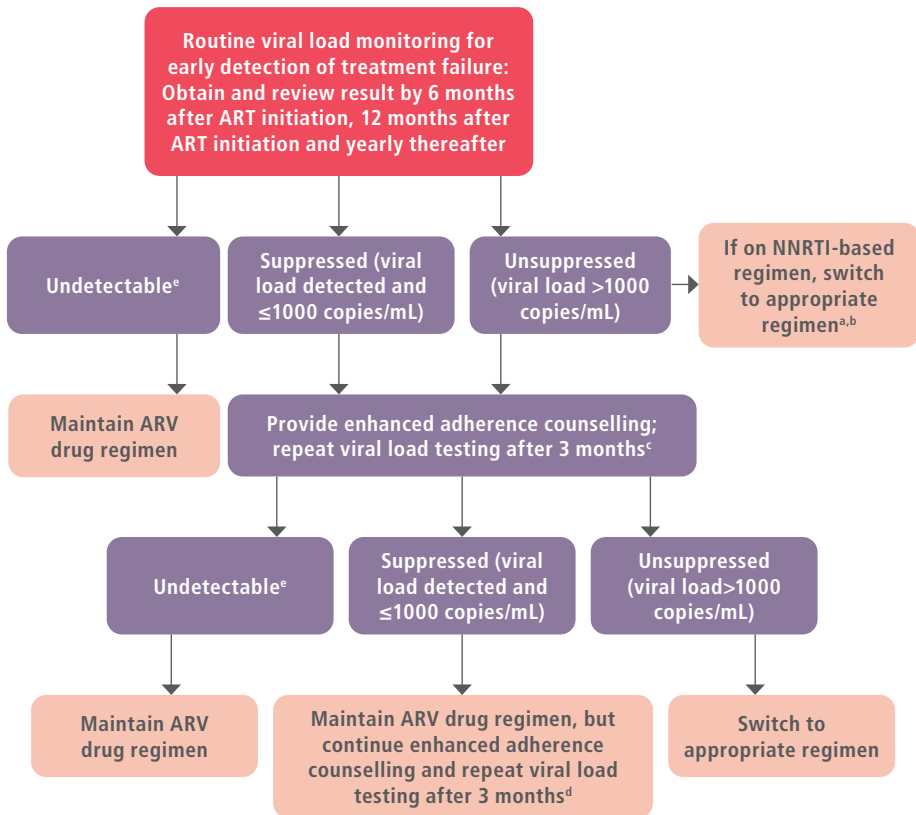 Routine viral load monitoring for
early detection of treatment failure:
Obtain and review result by 6 months
after ART initiation, 12 months after
ART initiation and yearly thereafter
Undetectableᵉ
Suppressed (viral
load detected and
≤1000 copies/mL)
Unsuppressed
(viral load >1000
copies/mL)
If on NNRTI-based
regimen, switch
to appropriate
regimenᵃ,ᵇ
Maintain ARV
drug regimen
Provide enhanced adherence counselling;
repeat viral load testing after 3 monthsᶜ
Undetectableᵉ
Suppressed (viral
load detected and
≤1000 copies/mL)
Unsuppressed
(viral load>1000
copies/mL)
Maintain ARV
drug regimen
Maintain ARV drug regimen, but
continue enhanced adherence
counselling and repeat viral load
testing after 3 monthsᵈ
Switch to
appropriate regimen